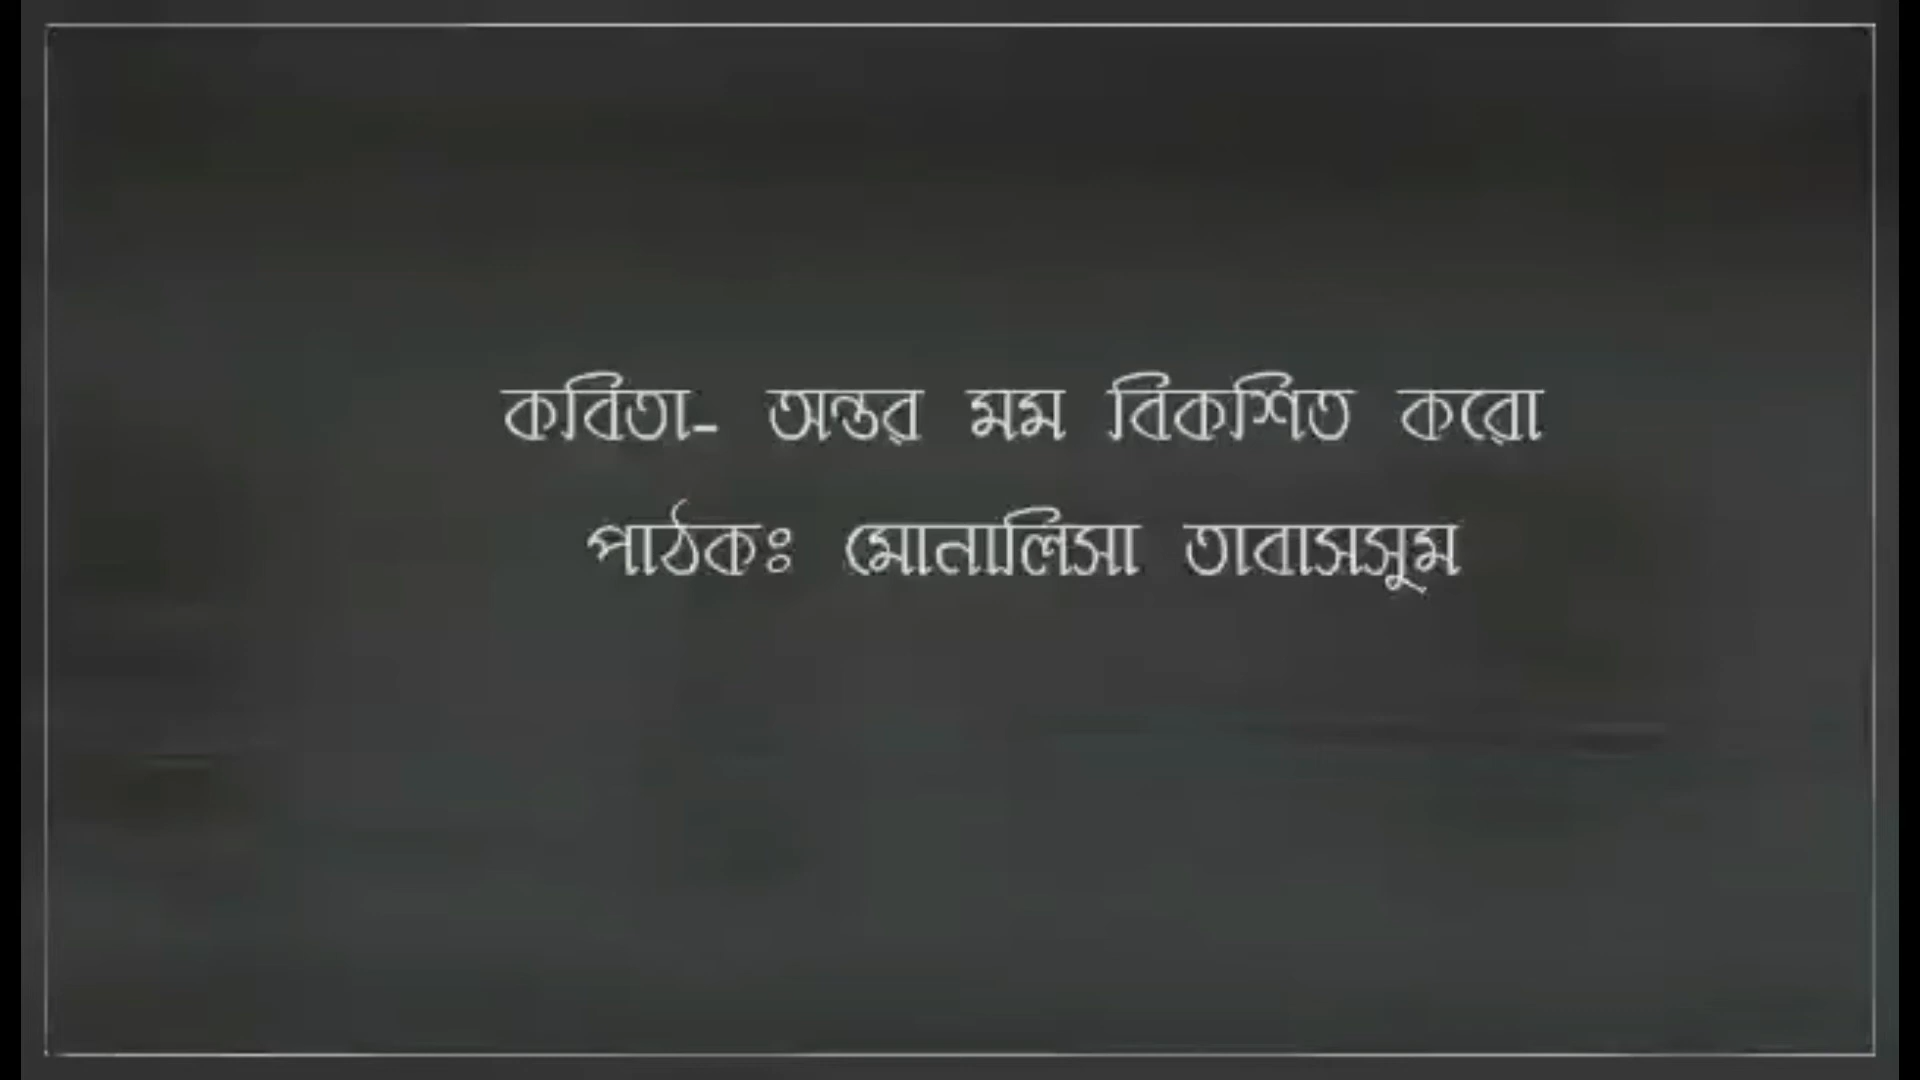 কবিতা- অন্তর মম বিকশিত করো
পাঠকঃ মোনালিসা তাবাসসুম